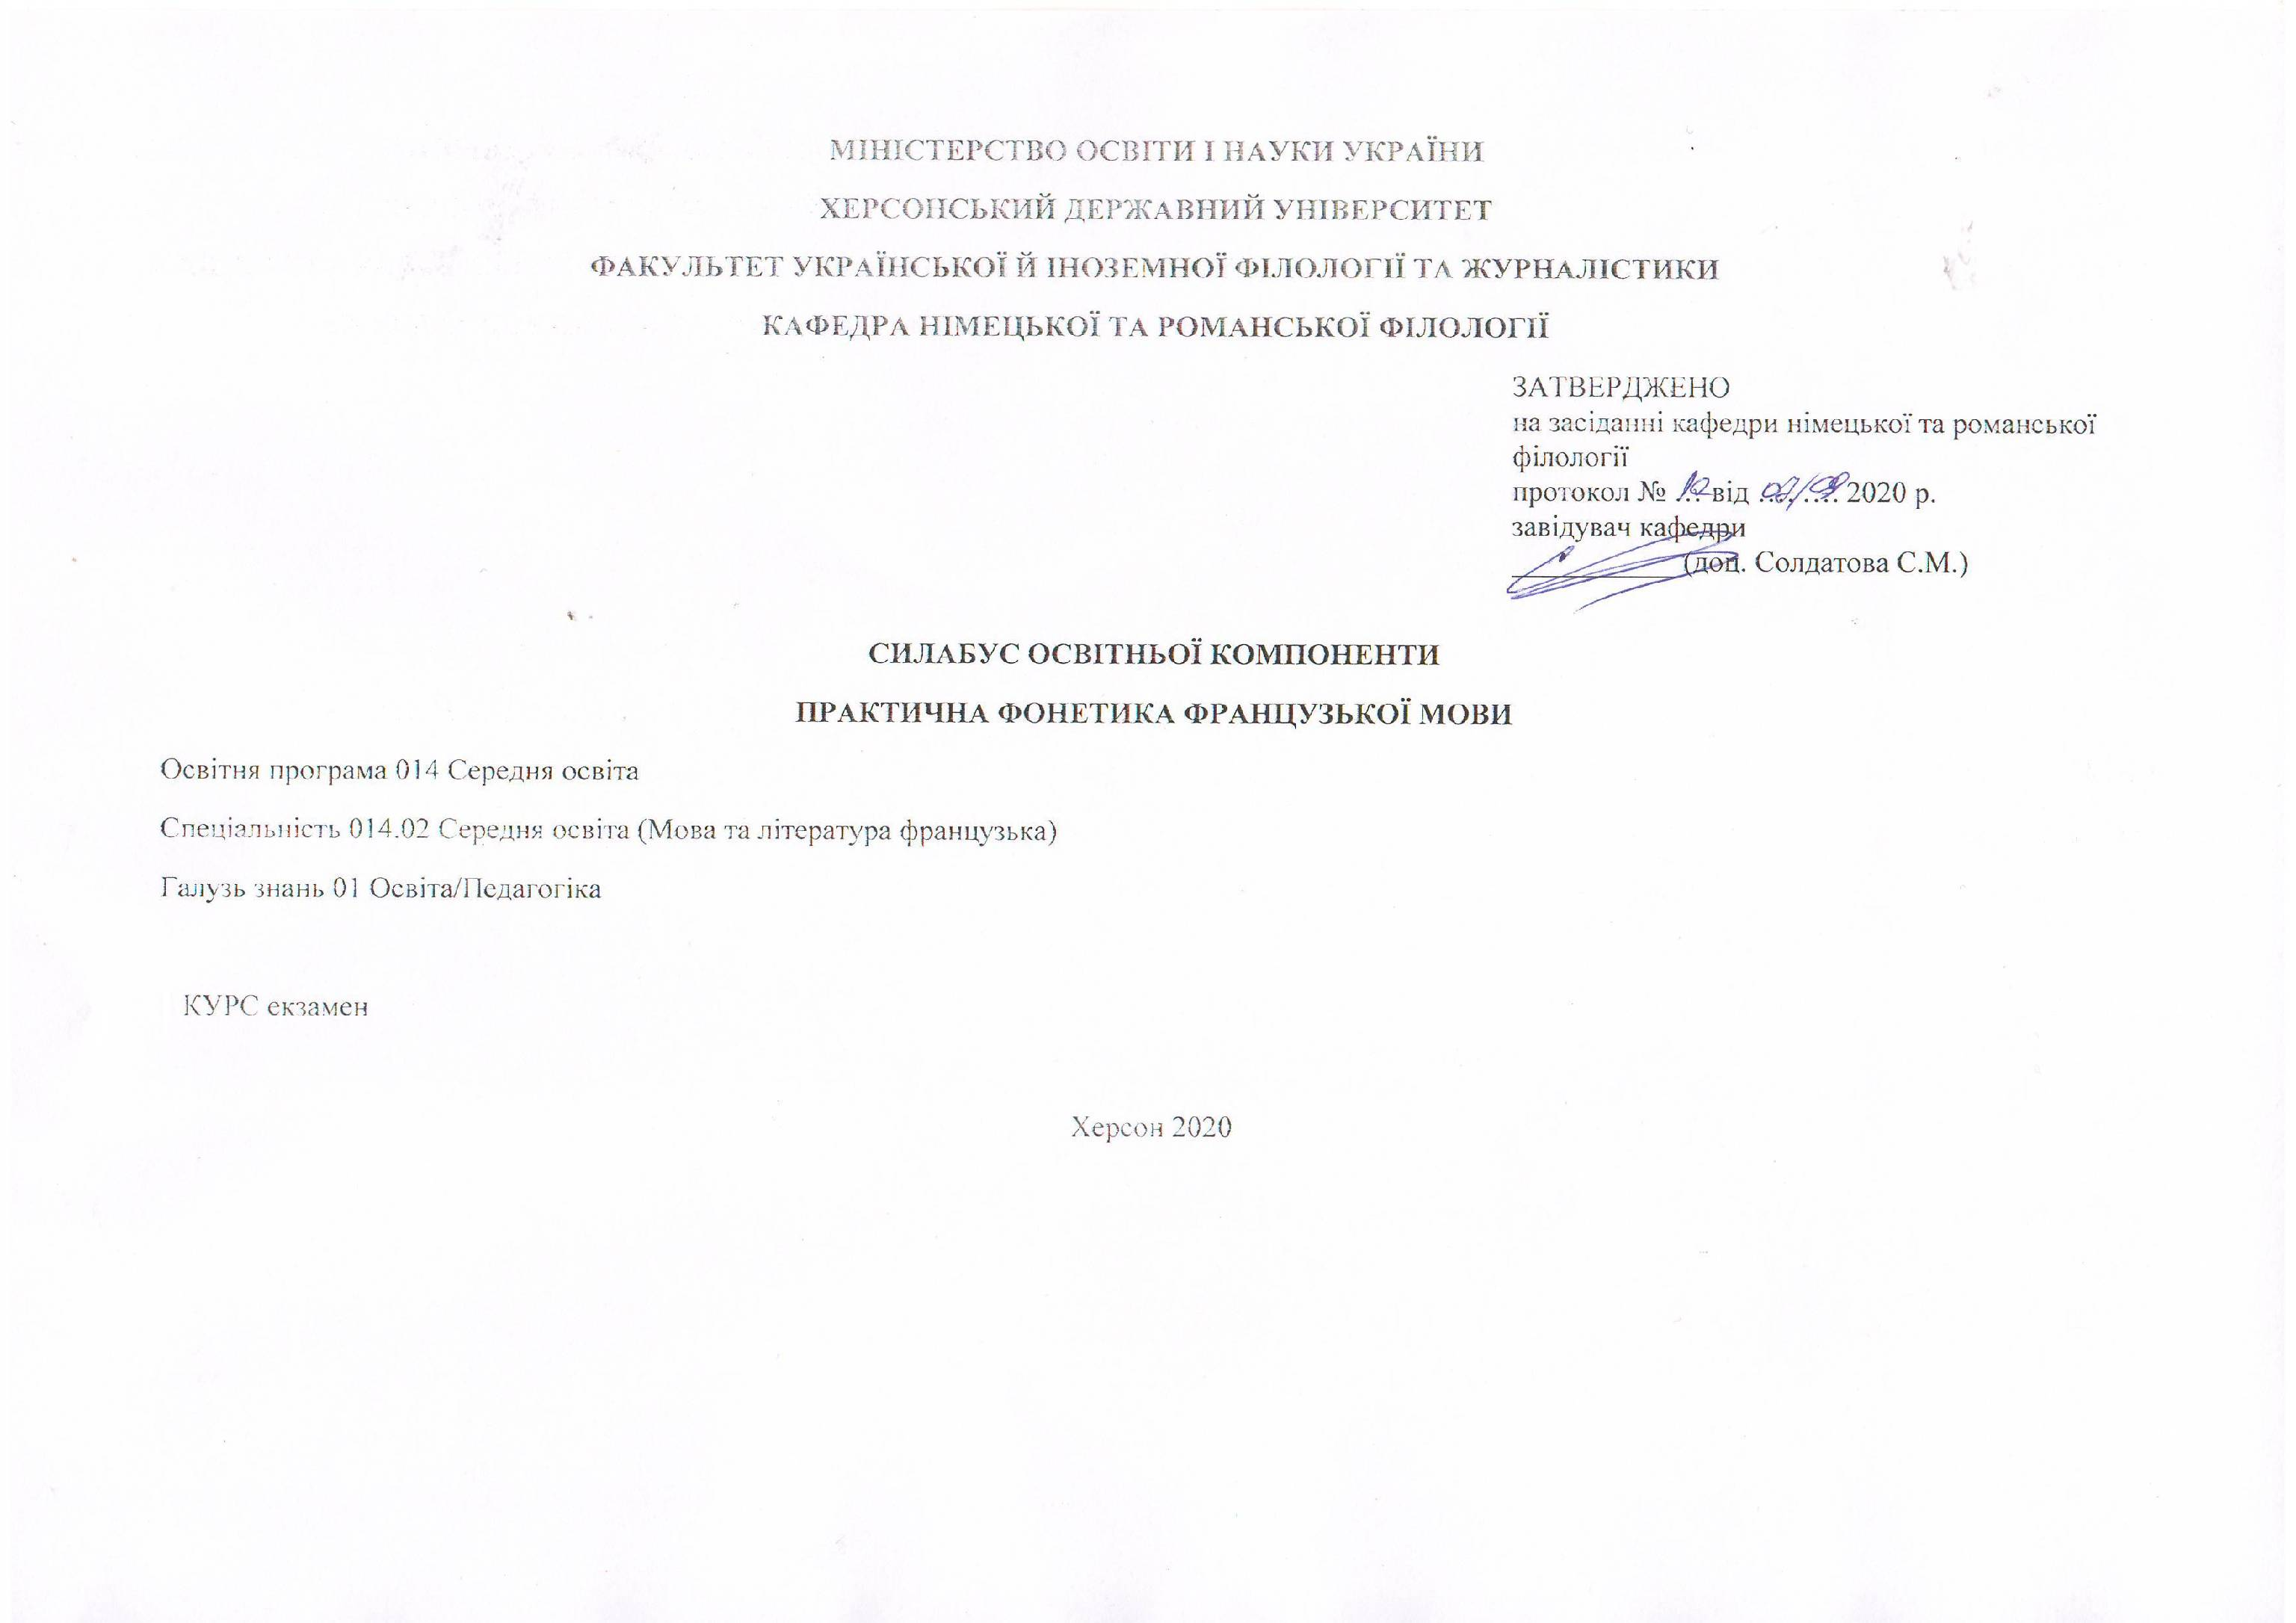 МІНІСТЕРСТВО ОСВІТИ І НАУКИ УКРАЇНИ
ХЕРСОНСЬКИЙ ДЕРЖАВНИЙ УНІВЕРСИТЕТ
ФАКУЛЬТЕТ УКРАЇНСЬКОЇ Й ІНОЗЕМНОЇ ФІЛОЛОГІЇ ТА ЖУРНАЛІСТИКИ
КАФЕДРА НІМЕЦЬКОЇ ТА РОМАНСЬКОЇ ФІЛОЛОГІЇ
ЗАТВЕРДЖЕНО
на засіданні кафедри німецької та романської
філології
протокол № від 2020 р.
завідувач кафедри
(доц. Солдатова С.М.)
СИЛАБУС ОСВІТНЬОЇ КОМПОНЕНТИ
ПРАКТИЧНА ФОНЕТИКА ФРАНЦУЗЬКОЇ МОВИ
Освітня програма 014 Середня освіта
Спеціальність 014.02 Середня освіта (Мова та література французька)
Галузь знань 01 Освіта/Педагогіка
КУРС екзамен
Херсон 2020